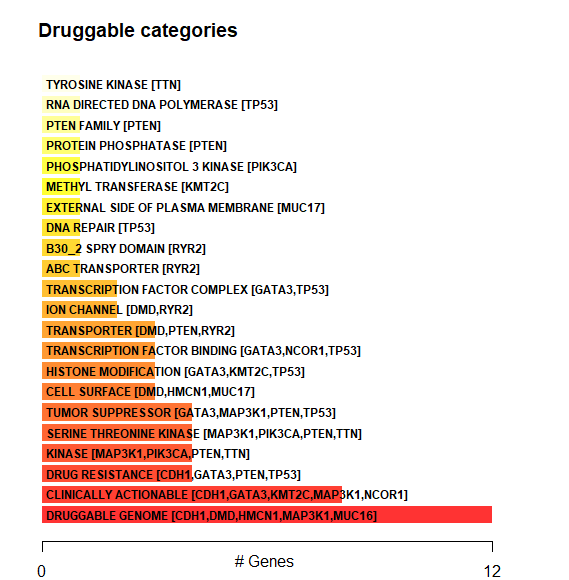 Druggable categories
TYROSINE KINASE [TTN]
RNA DIRECTED DNA POLYMERASE [TP53]
PTEN FAMILY [PTEN]
PROTEIN PHOSPHATASE [PTEN]
PHOSPHATIDYLINOSITOL 3 KINASE [PIK3CA]
METHYL TRANSFERASE [KMT2C]
EXTERNAL SIDE OF PLASMA MEMBRANE [MUC17]
DNA REPAIR [TP53]
B30_2 SPRY DOMAIN [RYR2]
ABC TRANSPORTER [RYR2]
TRANSCRIPTION FACTOR COMPLEX [GATA3,TP53]
ION CHANNEL [DMD,RYR2]
TRANSPORTER [DMD,PTEN,RYR2]
TRANSCRIPTION FACTOR BINDING [GATA3,NCOR1,TP53]
HISTONE MODIFICATION [GATA3,KMT2C,TP53]
CELL SURFACE [DMD,HMCN1,MUC17]
TUMOR SUPPRESSOR [GATA3,MAP3K1,PTEN,TP53]
SERINE THREONINE KINASE [MAP3K1,PIK3CA,PTEN,TTN]
KINASE [MAP3K1,PIK3CA,PTEN,TTN]
DRUG RESISTANCE [CDH1,GATA3,PTEN,TP53]
CLINICALLY ACTIONABLE [CDH1,GATA3,KMT2C,MAP3K1,NCOR1]
DRUGGABLE GENOME [CDH1,DMD,HMCN1,MAP3K1,MUC16]
# Genes
0 12